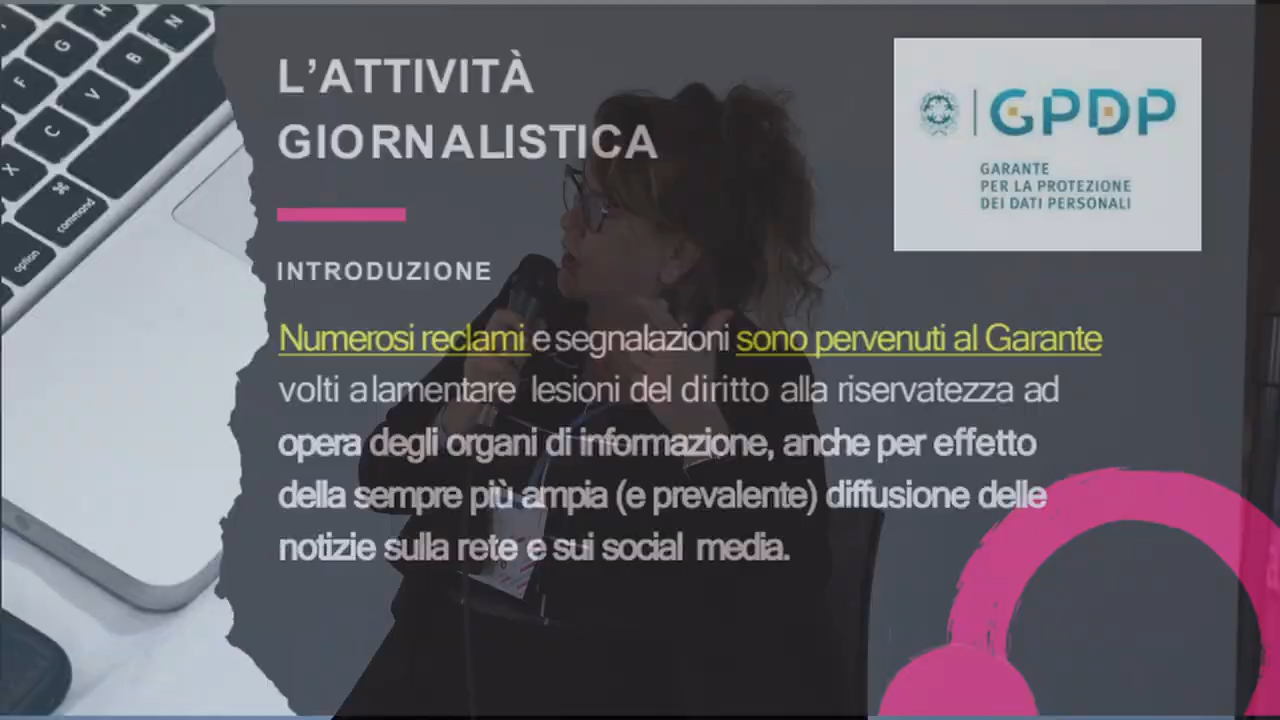 L'ATTIVITÀ
GIORNALISTICA
INTRODUZIONE
Numerosi reclami e segnalazioni sono pervenuti al Garante
volti a lamentare lesioni del diritto alla riservatezza ad
opera degli organi di informazione, anche per effetto
della sempre più ampia (e prevalente) diffusione delle
notizie sulla rete e sui social media.
GPDP
GARANTE
PER LA PROTEZIONE
DEI DATI PERSONALI
N
H
G
B
F
V
C
X
⌘
command
option